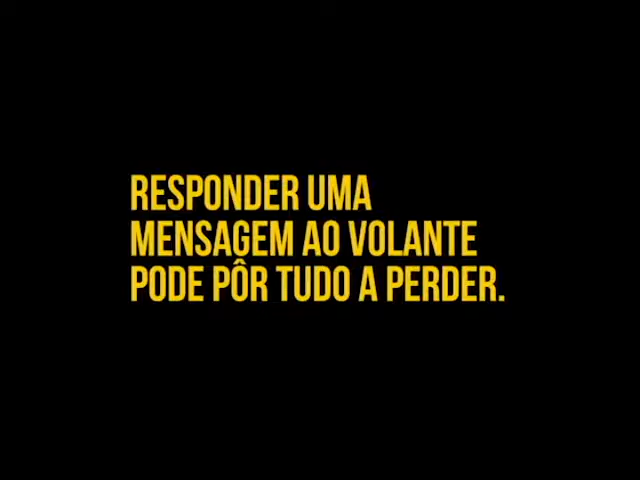 RESPONDER UMA
MENSAGEM AO VOLANTE
PODE PÔR TUDO A PERDER.